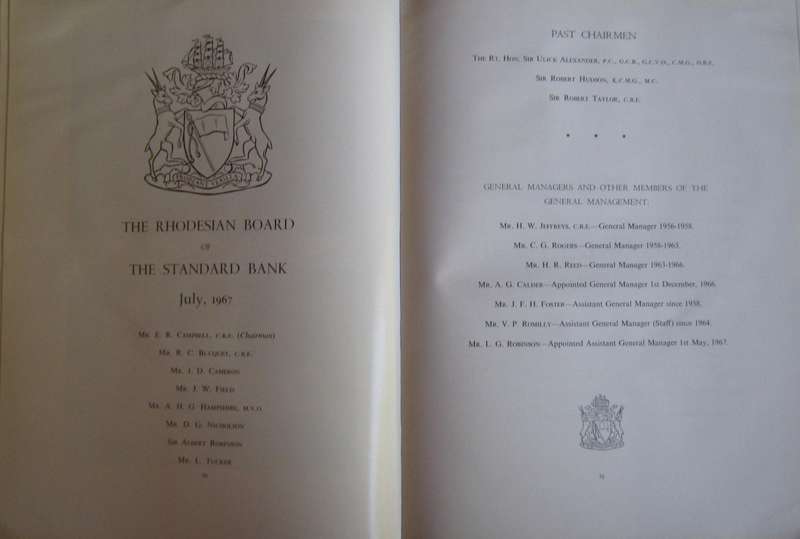 THE RHODESIAN BOARD
OF
THE STANDARD BANK
July, 1967
Mr. E. R. Campbell, C.B.E. (Chairman)
Mr. R. C. Bucquet, C.B.E.
Mr. J. D. Cameron
Mr. J. W. Field
Mr. A. H. G. Hampshire, M.V.O.
Mr. D. G. Nicholson
Sir Albert Robinson
Mr. L. Tucker
PAST CHAIRMEN
The Rt. Hon. Sir Ulick Alexander, P.C., G.C.B., G.C.V.O., C.M.G., O.B.E.
Sir Robert Hudson, K.C.M.G., M.C.
Sir Robert Taylor, C.B.E.
* * *
GENERAL MANAGERS AND OTHER MEMBERS OF THE
GENERAL MANAGEMENT.
Mr. H. W. Jeffreys, C.B.E.—General Manager 1956-1958.
Mr. C. G. Rogers—General Manager 1958-1963.
Mr. H. R. Reed—General Manager 1963-1966.
Mr. A. G. Calder—Appointed General Manager 1st December, 1966.
Mr. J. F. H. Foster—Assistant General Manager since 1958.
Mr. V. P. Romilly—Assistant General Manager (Staff) since 1964.
Mr. L. G. Robinson—Appointed Assistant General Manager 1st May, 1967.